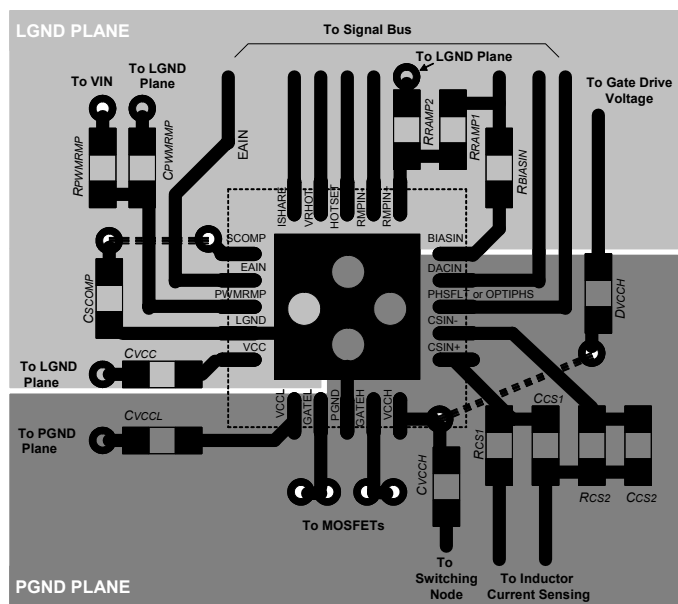 LGND PLANE
To Signal Bus
To LGND Plane
To VIN
To LGND
Plane
To Gate Drive
Voltage
RPWMRMP
CPWMRMP
EAIN
RRAMP2
RRAMP1
RBIASIN
ISHARE
VRHOT
HOTSET
RMPIN-
RMPIN+
SCOMP
EAIN
PWMRMP
LGND
VCC
BIASIN
DACIN
PHSFLT or OPTIPHS
CSIN-
CSIN+
CSCOMP
DVCCH
CVCC
To LGND
Plane
CVCCL
To PGND
Plane
VCCL
GATEL
PGND
GATEH
VCCH
CVCCH
RCS1
CCS1
RCS2
CCS2
To MOSFETs
To
Switching
Node
To Inductor
Current Sensing
PGND PLANE